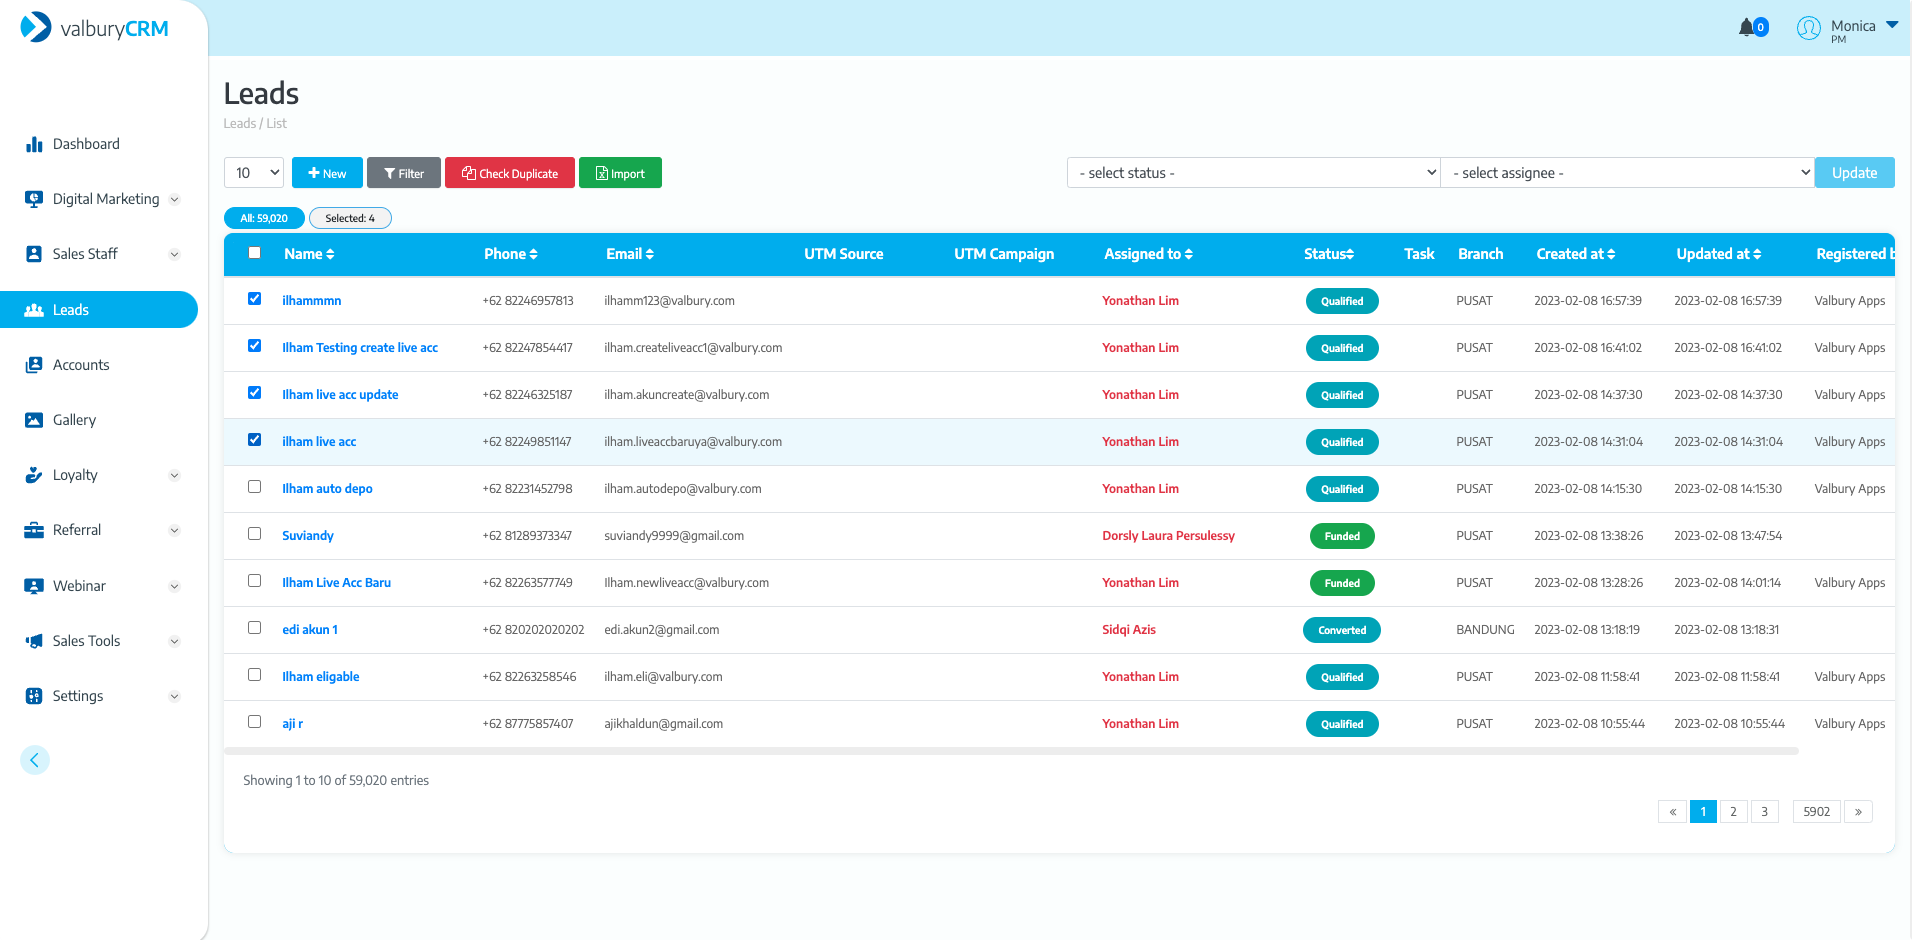 valburyCRM
0
Monica
PM
Dashboard
Digital Marketing
Sales Staff
Leads
Accounts
Gallery
Loyalty
Referral
Webinar
Sales Tools
Settings
Leads
Leads / List
10 New Filter Check Duplicate Import - select status - - select assignee - Update
All: 59,020 Selected: 4
Name Phone Email UTM Source UTM Campaign Assigned to Status Task Branch Created at Updated at Registered b
ilhammmn +62 82246957813 ilhamm123@valbury.com Yonathan Lim Qualified PUSAT 2023-02-08 16:57:39 2023-02-08 16:57:39 Valbury Apps
Ilham Testing create live acc +62 82247854417 ilham.createliveacc1@valbury.com Yonathan Lim Qualified PUSAT 2023-02-08 16:41:02 2023-02-08 16:41:02 Valbury Apps
Ilham live acc update +62 82246325187 ilham.akuncreate@valbury.com Yonathan Lim Qualified PUSAT 2023-02-08 14:37:30 2023-02-08 14:37:30 Valbury Apps
ilham live acc +62 82249851147 ilham.liveaccbaruya@valbury.com Yonathan Lim Qualified PUSAT 2023-02-08 14:31:04 2023-02-08 14:31:04 Valbury Apps
Ilham auto depo +62 82231452798 ilham.autodepo@valbury.com Yonathan Lim Qualified PUSAT 2023-02-08 14:15:30 2023-02-08 14:15:30 Valbury Apps
Suviandy +62 81289373347 suviandy9999@gmail.com Dorsly Laura Persulessy Funded PUSAT 2023-02-08 13:38:26 2023-02-08 13:47:54
Ilham Live Acc Baru +62 82263577749 Ilham.newliveacc@valbury.com Yonathan Lim Funded PUSAT 2023-02-08 13:28:26 2023-02-08 14:01:14 Valbury Apps
edi akun 1 +62 820202020202 edi.akun2@gmail.com Sidqi Azis Converted BANDUNG 2023-02-08 13:18:19 2023-02-08 13:18:31
Ilham eligable +62 82263258546 ilham.eli@valbury.com Yonathan Lim Qualified PUSAT 2023-02-08 11:58:41 2023-02-08 11:58:41 Valbury Apps
aji r +62 87775857407 ajikhaldun@gmail.com Yonathan Lim Qualified PUSAT 2023-02-08 10:55:44 2023-02-08 10:55:44 Valbury Apps
Showing 1 to 10 of 59,020 entries
« 1 2 3 5902 »